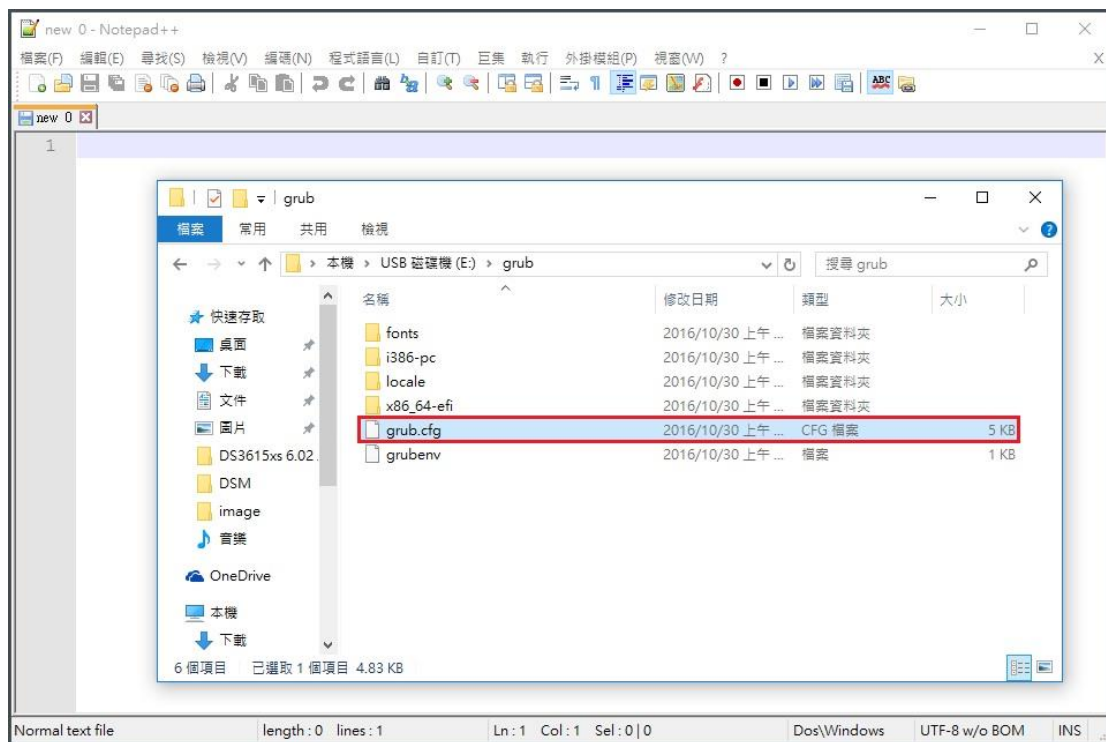 new 0 - Notepad++
檔案(F) 編輯(E) 尋找(S) 檢視(V) 編碼(N) 程式語言(L) 自訂(T) 巨集 執行 外掛模組(P) 視窗(W) ? X
ABC
new 0
1
grub
檔案 常用 共用 檢視
本機 › USB 磁碟機 (E:) › grub 搜尋 grub
名稱 修改日期 類型 大小
快速存取
桌面
下載
文件
圖片
DS3615xs 6.02
DSM
image
音樂
OneDrive
本機
下載
fonts 2016/10/30 上午 ... 檔案資料夾
i386-pc 2016/10/30 上午 ... 檔案資料夾
locale 2016/10/30 上午 ... 檔案資料夾
x86_64-efi 2016/10/30 上午 ... 檔案資料夾
grub.cfg 2016/10/30 上午 ... CFG 檔案 5 KB
grubenv 2016/10/30 上午 ... 檔案 1 KB
6 個項目 已選取 1 個項目 4.83 KB
Normal text file length : 0 lines : 1 Ln : 1 Col : 1 Sel : 0 | 0 Dos\Windows UTF-8 w/o BOM INS